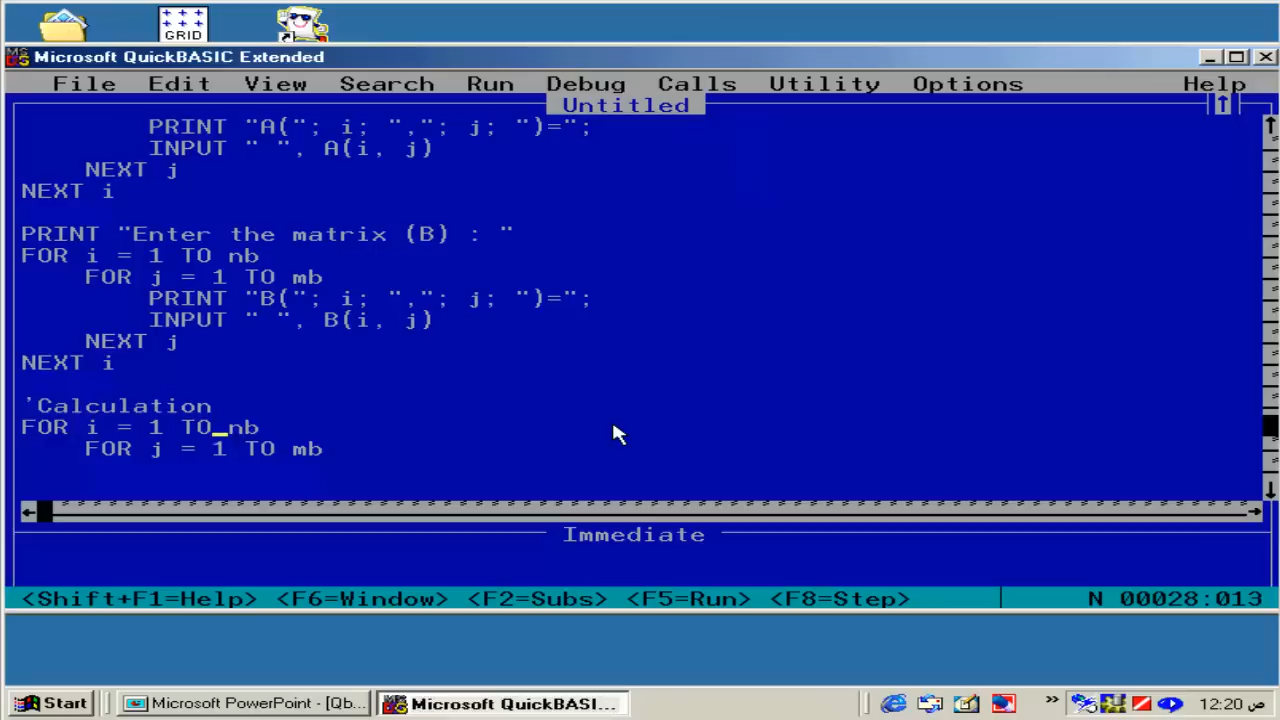 GRID
Microsoft QuickBASIC Extended
File Edit View Search Run Debug Calls Utility Options Help
Untitled
PRINT "A("; i; ","; j; ")=";
INPUT " ", A(i, j)
NEXT j
NEXT i
PRINT "Enter the matrix (B) : "
FOR i = 1 TO nb
FOR j = 1 TO mb
PRINT "B("; i; ","; j; ")=";
INPUT " ", B(i, j)
NEXT j
NEXT i
'Calculation
FOR i = 1 TO nb
FOR j = 1 TO mb
Immediate
<Shift+F1=Help> <F6=Window> <F2=Subs> <F5=Run> <F8=Step> N 00028:013
Start Microsoft PowerPoint - [Qb... Microsoft QuickBASI... » 12:20 ص